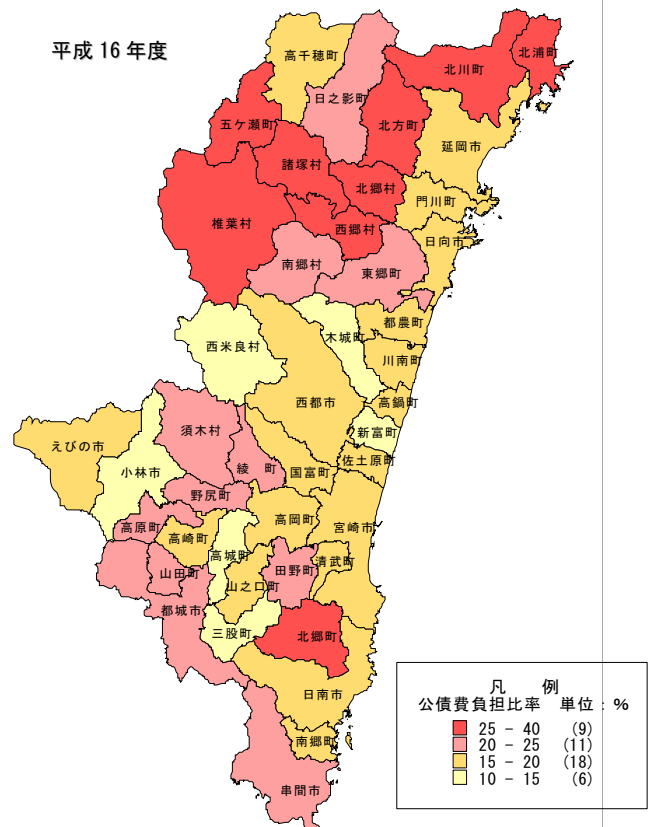 平成 16 年度
高千穂町
北川町
北浦町
日之影町
五ケ瀬町
北方町
延岡市
諸塚村
北郷村
門川町
椎葉村
西郷村
日向市
南郷村
東郷町
都農町
西米良村
木城町
川南町
西都市
高鍋町
須木村
新富町
えびの市
綾 町
佐土原町
小林市
国富町
野尻町
高原町
高岡町
宮崎市
高崎町
高城町
田野町
清武町
山田町
山之口町
都城市
三股町
北郷町
日南市
南郷町
串間市
凡 例
公債費負担比率 単位：%
25 - 40 (9)
20 - 25 (11)
15 - 20 (18)
10 - 15 (6)